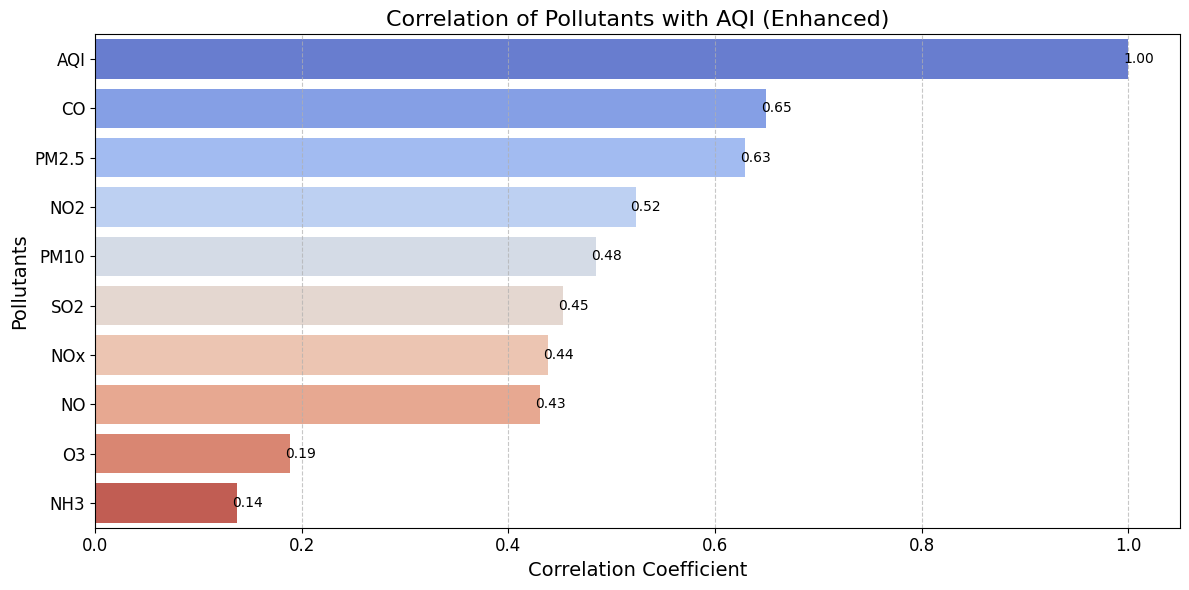 Correlation of Pollutants with AQI (Enhanced)
Pollutants
AQI 1.00
CO 0.65
PM2.5 0.63
NO2 0.52
PM10 0.48
SO2 0.45
NOx 0.44
NO 0.43
O3 0.19
NH3 0.14
0.0 0.2 0.4 0.6 0.8 1.0
Correlation Coefficient